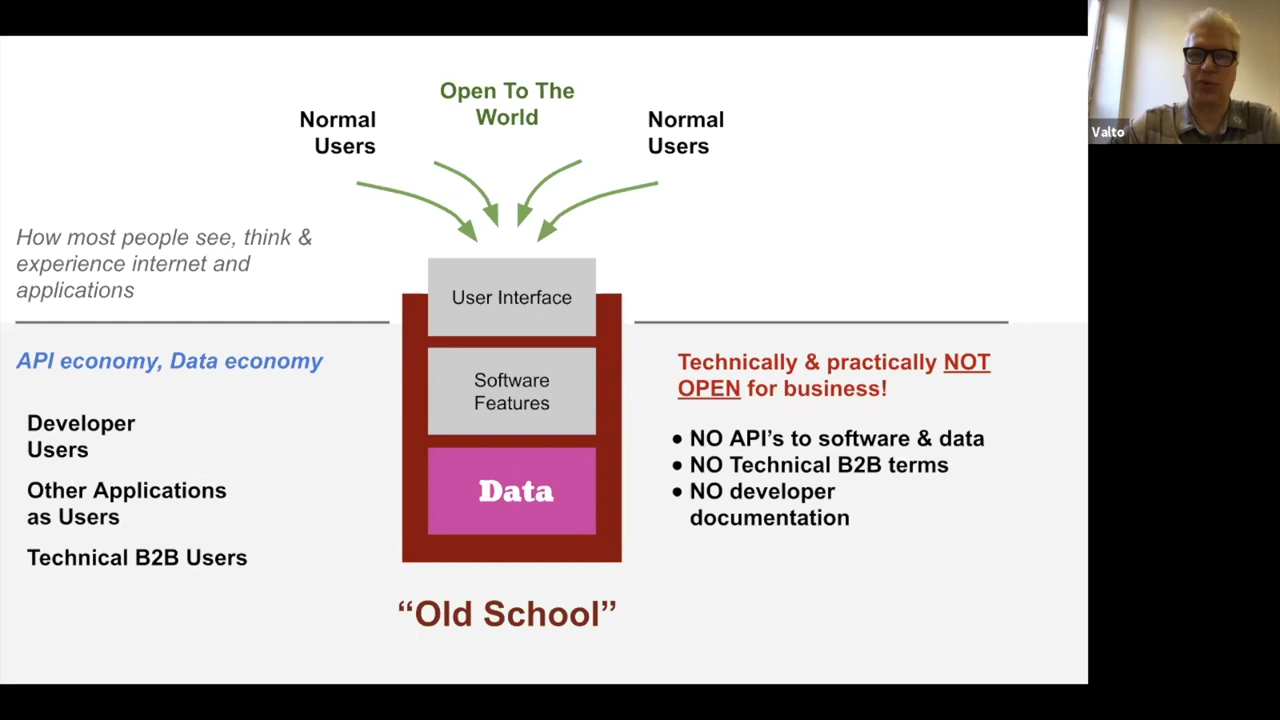 Open To The
World
Normal
Users
Normal
Users
How most people see, think &
experience internet and
applications
User Interface
Software
Features
Data
API economy, Data economy
Developer
Users
Other Applications
as Users
Technical B2B Users
Technically & practically NOT
OPEN for business!
● NO API's to software & data
● NO Technical B2B terms
● NO developer
documentation
“Old School”
Valto